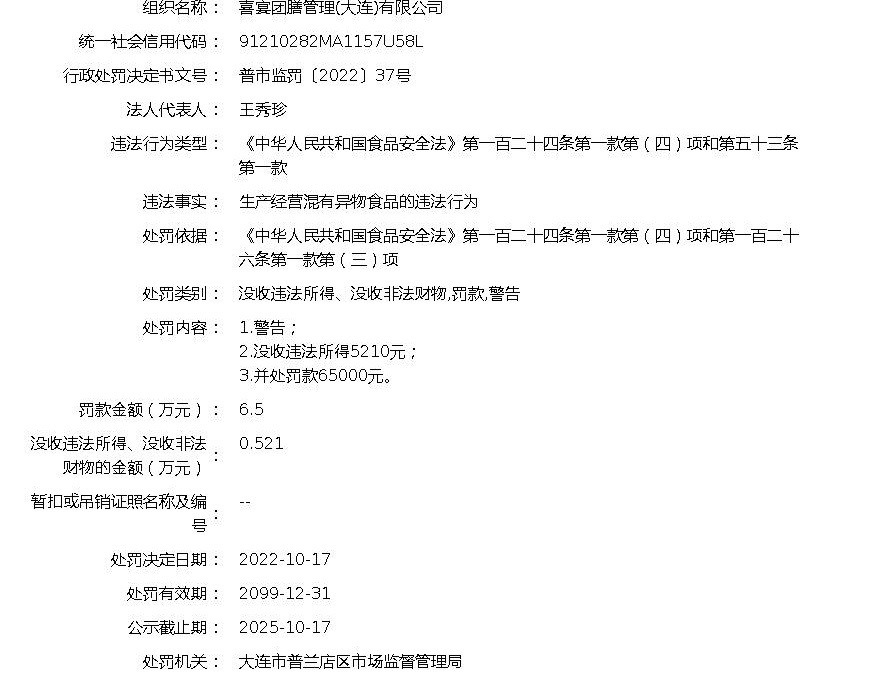 组织名称： 喜宴团膳管理(大连)有限公司
统一社会信用代码： 91210282MA1157U58L
行政处罚决定书文号： 普市监罚〔2022〕37号
法人代表人： 王秀珍
违法行为类型： 《中华人民共和国食品安全法》第一百二十四条第一款第（四）项和第五十三条
第一款
违法事实： 生产经营混有异物食品的违法行为
处罚依据： 《中华人民共和国食品安全法》第一百二十四条第一款第（四）项和第一百二十
六条第一款第（三）项
处罚类别： 没收违法所得、没收非法财物,罚款,警告
处罚内容： 1.警告；
2.没收违法所得5210元；
3.并处罚款65000元。
罚款金额（万元）： 6.5
没收违法所得、没收非法
财物的金额（万元）： 0.521
暂扣或吊销证照名称及编
号： --
处罚决定日期： 2022-10-17
处罚有效期： 2099-12-31
公示截止期： 2025-10-17
处罚机关： 大连市普兰店区市场监督管理局